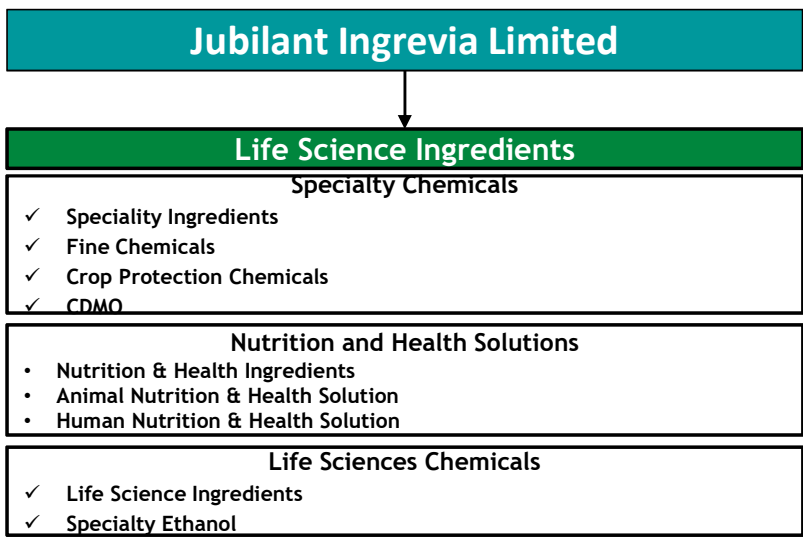 Jubilant Ingrevia Limited
Life Science Ingredients
Specialty Chemicals
✓ Speciality Ingredients
✓ Fine Chemicals
✓ Crop Protection Chemicals
✓ CDMO
Nutrition and Health Solutions
• Nutrition & Health Ingredients
• Animal Nutrition & Health Solution
• Human Nutrition & Health Solution
Life Sciences Chemicals
✓ Life Science Ingredients
✓ Specialty Ethanol